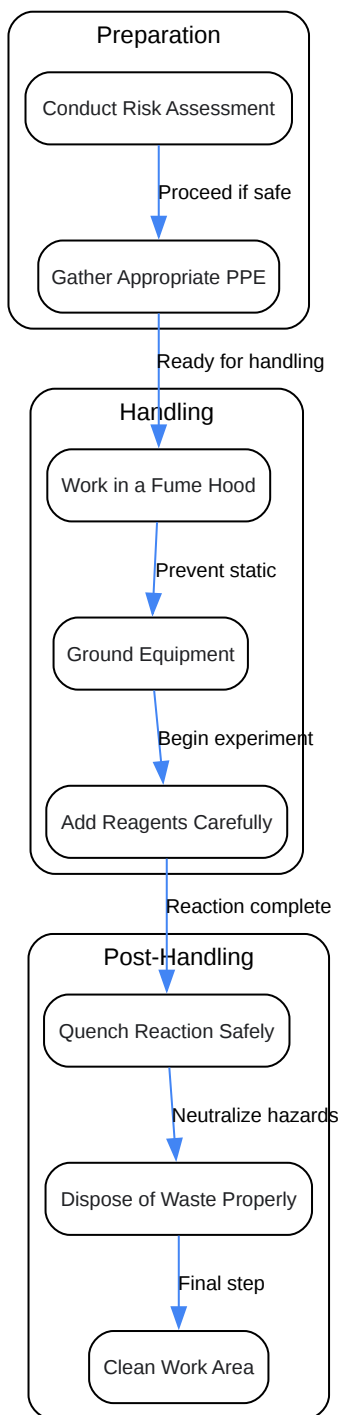 Preparation
Conduct Risk Assessment
Proceed if safe
Gather Appropriate PPE
Ready for handling
Handling
Work in a Fume Hood
Prevent static
Ground Equipment
Begin experiment
Add Reagents Carefully
Reaction complete
Post-Handling
Quench Reaction Safely
Neutralize hazards
Dispose of Waste Properly
Final step
Clean Work Area